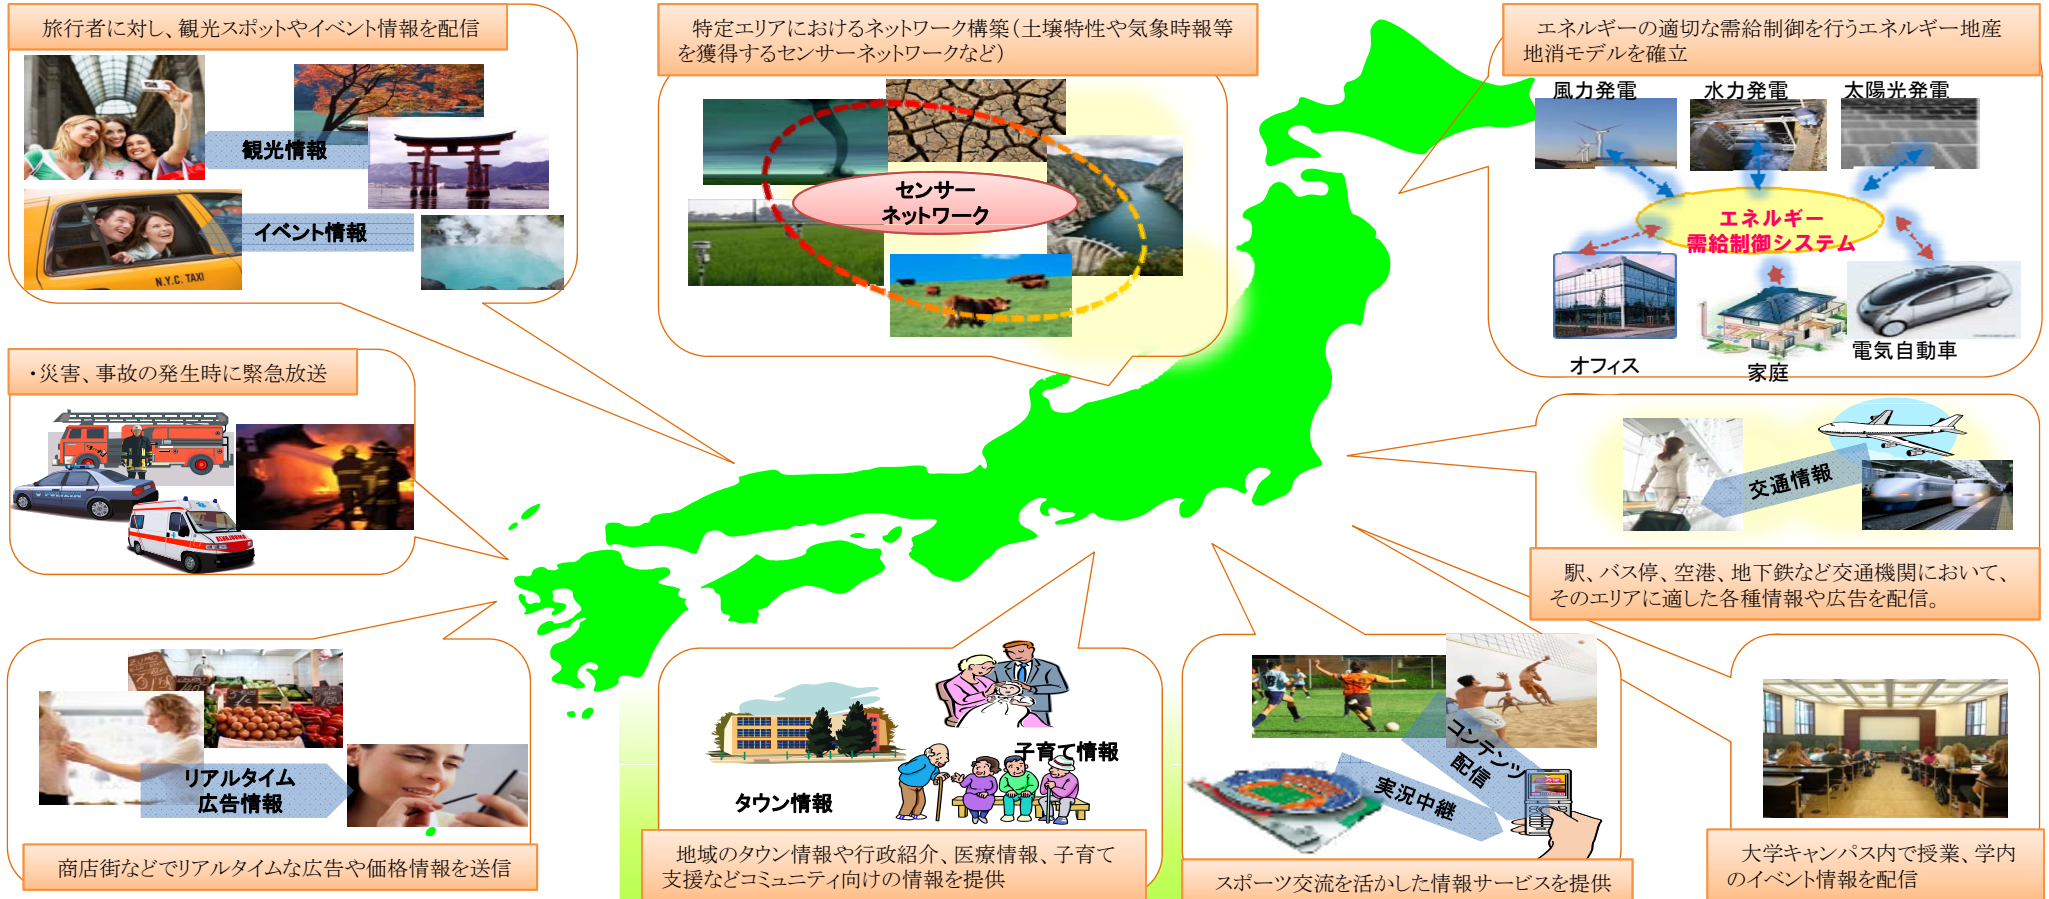 旅行者に対し、観光スポットやイベント情報を配信
観光情報
イベント情報
N.Y.C. TAXI
特定エリアにおけるネットワーク構築（土壌特性や気象時報等
を獲得するセンサーネットワークなど）
センサー
ネットワーク
エネルギーの適切な需給制御を行うエネルギー地産
地消モデルを確立
風力発電
水力発電
太陽光発電
エネルギー
需給制御システム
オフィス
家庭
電気自動車
・災害、事故の発生時に緊急放送
交通情報
駅、バス停、空港、地下鉄など交通機関において、
そのエリアに適した各種情報や広告を配信。
リアルタイム
広告情報
商店街などでリアルタイムな広告や価格情報を送信
子育て情報
タウン情報
地域のタウン情報や行政紹介、医療情報、子育て
支援などコミュニティ向けの情報を提供
コンテンツ
配信
実況中継
スポーツ交流を活かした情報サービスを提供
大学キャンパス内で授業、学内
のイベント情報を配信